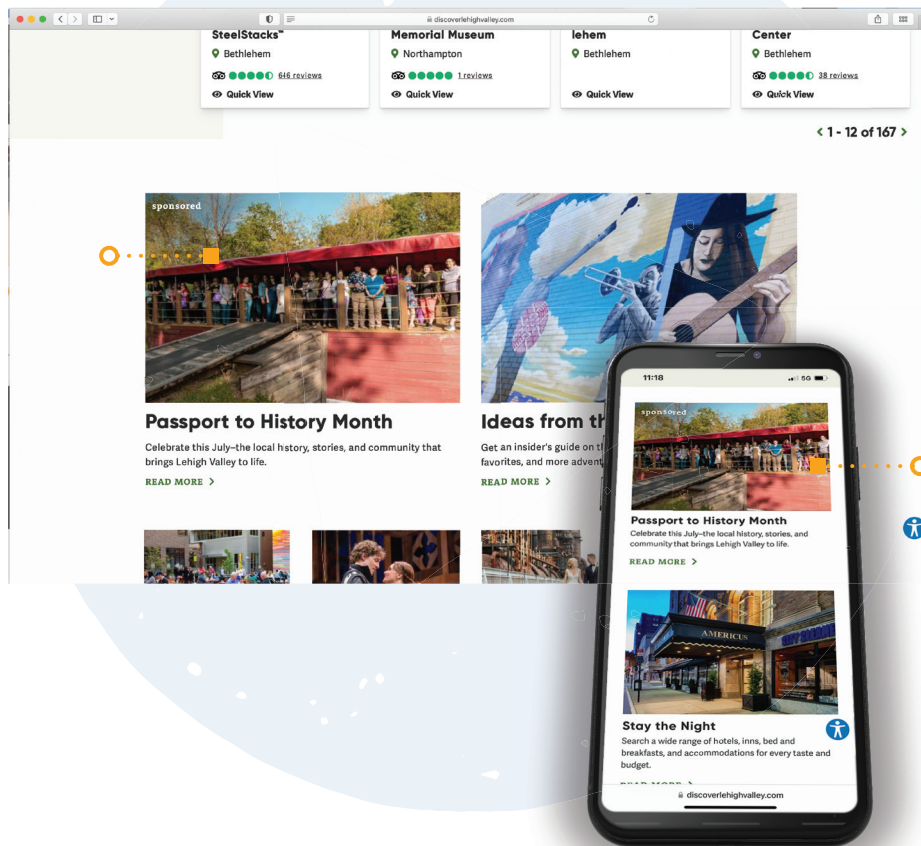 discoverlehighvalley.com
SteelStacks™
Bethlehem
646 reviews
Quick View
Memorial Museum
Northampton
1 reviews
Quick View
lehem
Bethlehem
Quick View
Center
Bethlehem
38 reviews
Quick View
< 1 - 12 of 167 >
sponsored
Passport to History Month
Celebrate this July–the local history, stories, and community that
brings Lehigh Valley to life.
READ MORE >
Ideas from th
Get an insider's guide on t
favorites, and more advent
READ MORE >
11:18
5G
sponsored
Passport to History Month
Celebrate this July–the local history, stories, and
community that brings Lehigh Valley to life.
READ MORE >
AMERICUS
Stay the Night
Search a wide range of hotels, inns, bed and
breakfasts, and accommodations for every taste and
budget.
READ MORE >
discoverlehighvalley.com